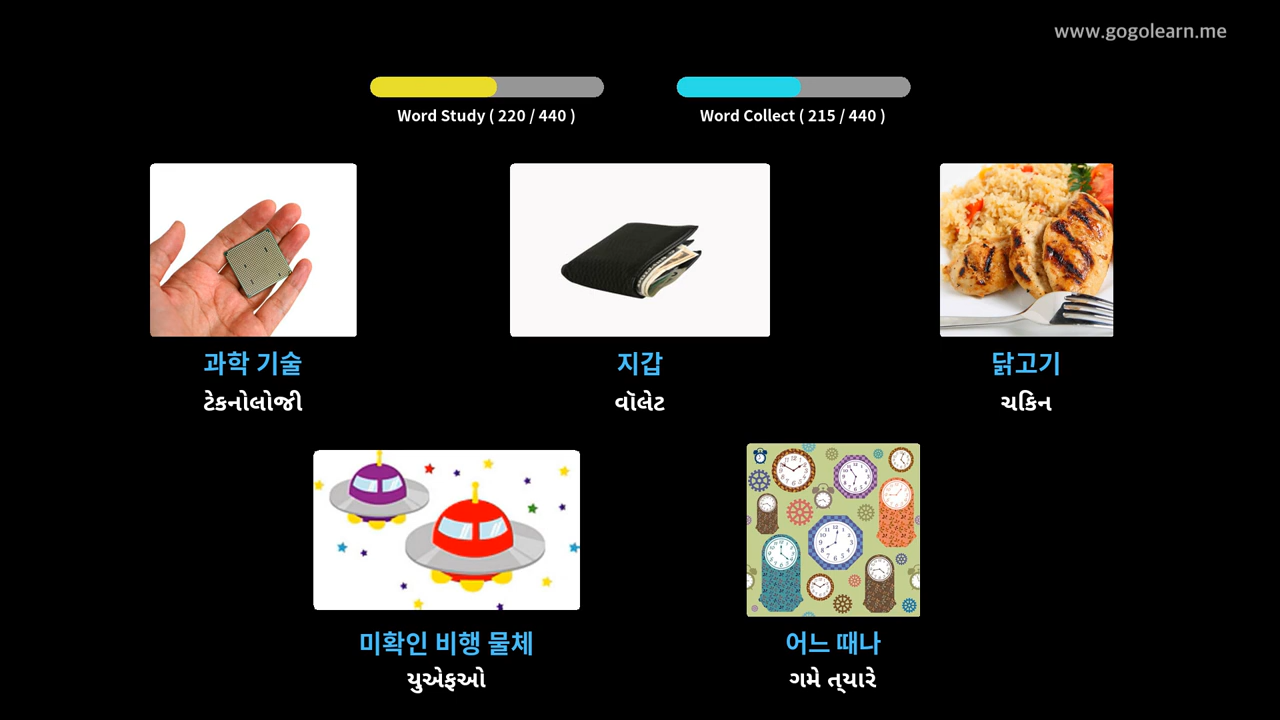 www.gogolearn.me
Word Study ( 220 / 440 )
Word Collect ( 215 / 440 )
과학 기술
ટેકનોલોજી
지갑
વૉલેટ
닭고기
ચકિન
미확인 비행 물체
યુએફઓ
어느 때나
ગમે ત્યારે